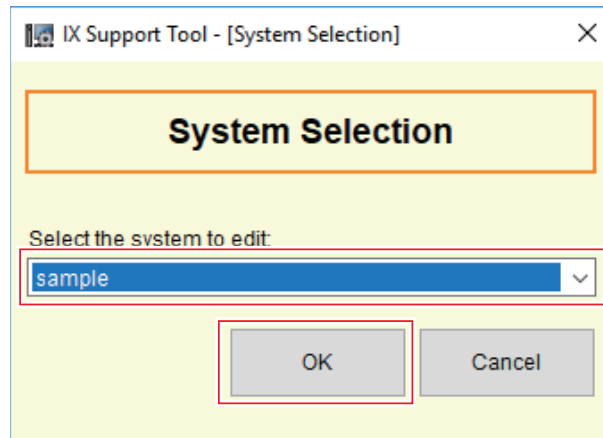 IX Support Tool - [System Selection]
System Selection
Select the system to edit:
sample
OK Cancel